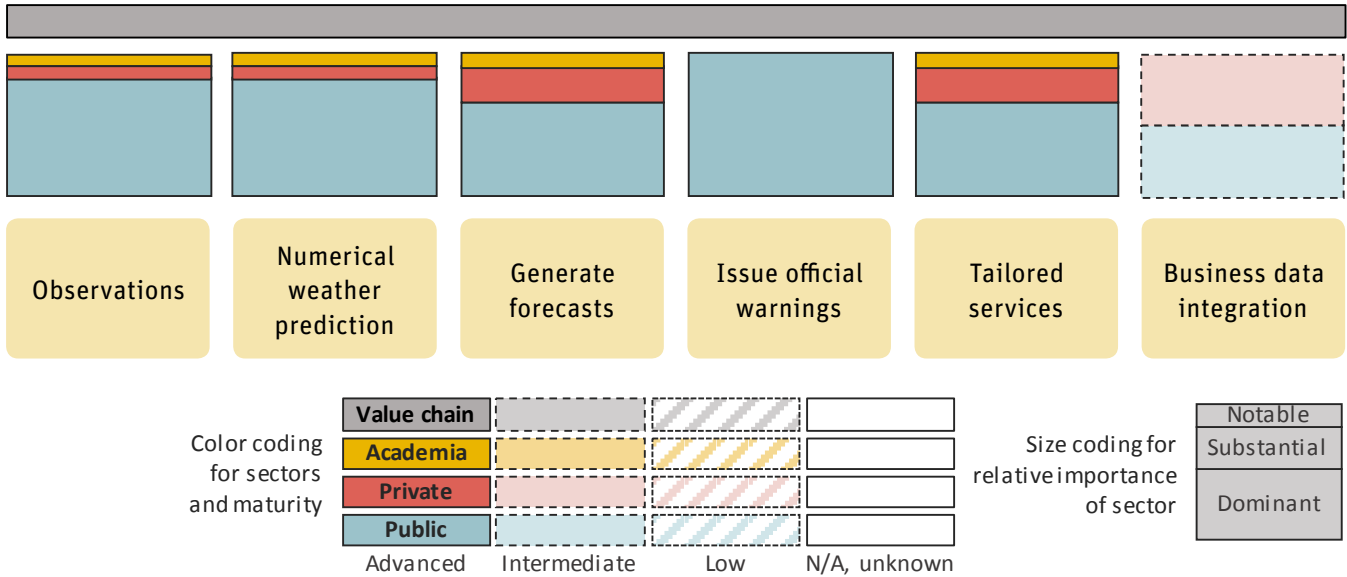 Observations
Numerical
weather
prediction
Generate
forecasts
Issue official
warnings
Tailored
services
Business data
integration
Color coding
for sectors
and maturity
Value chain
Academia
Private
Public
Advanced
Intermediate
Low
N/A, unknown
Size coding for
relative importance
of sector
Notable
Substantial
Dominant